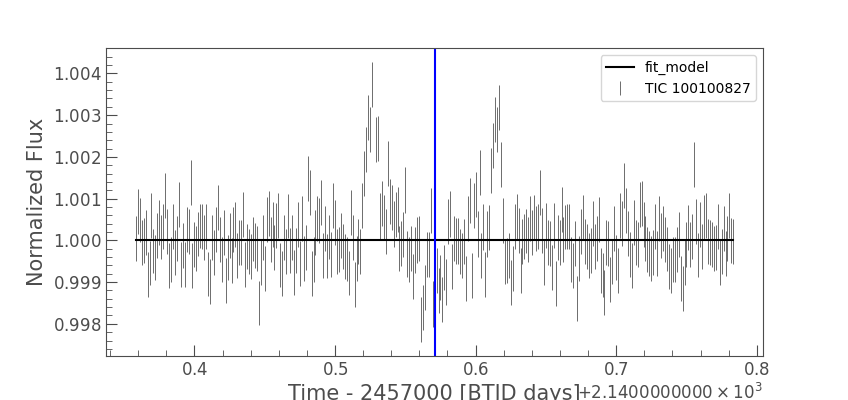 Normalized Flux
1.004
1.003
1.002
1.001
1.000
0.999
0.998
fit_model
TIC 100100827
0.4
0.5
0.6
0.7
0.8
Time - 2457000 [BTJD days]
+2.1400000000 × 10³